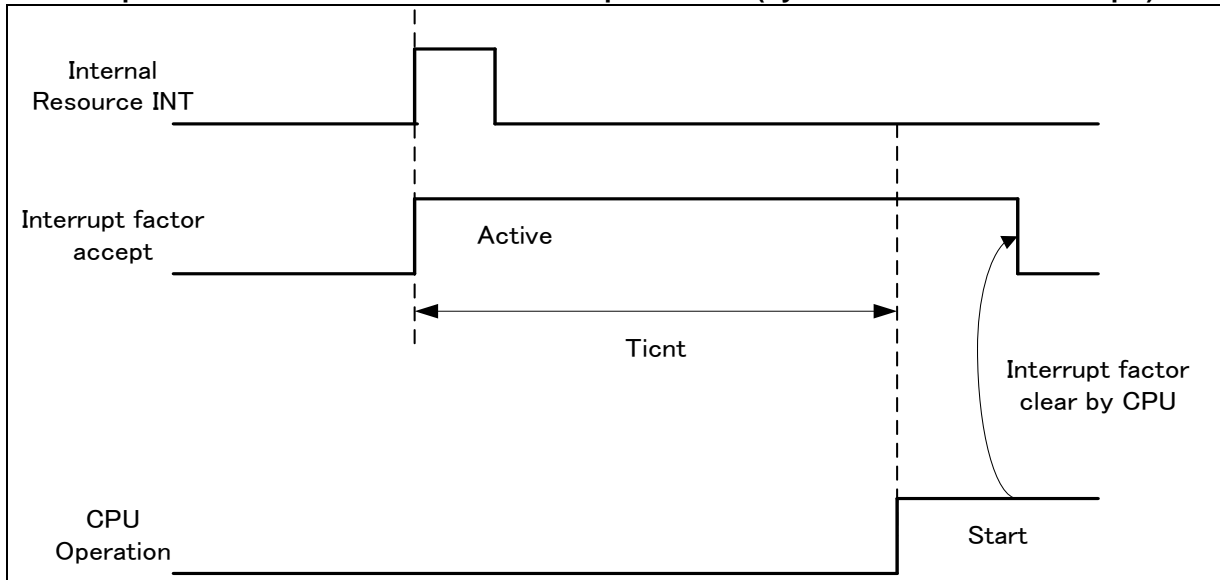 Internal
Resource INT
Interrupt factor
accept
Active
Ticnt
Interrupt factor
clear by CPU
CPU
Operation
Start